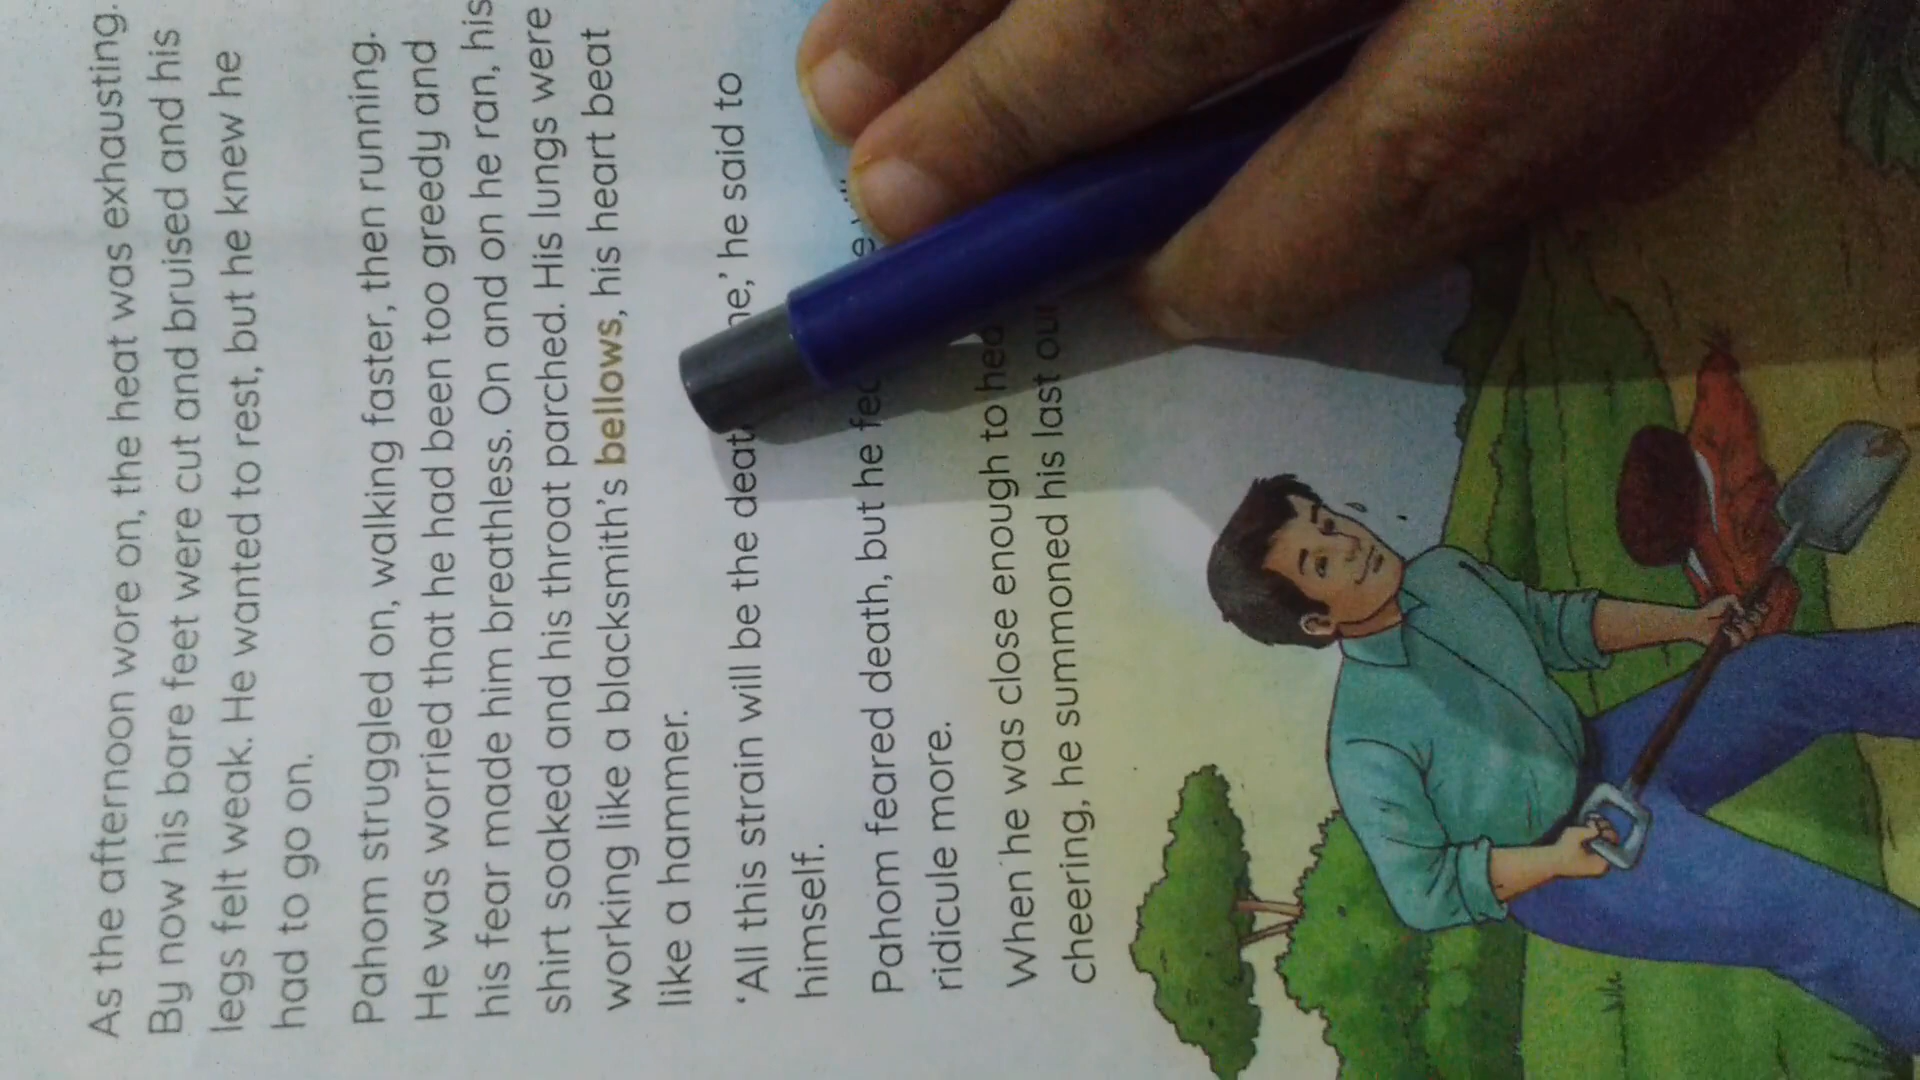 As the afternoon wore on, the heat was exhausting.
By now his bare feet were cut and bruised and his
legs felt weak. He wanted to rest, but he knew he
had to go on.
Pahom struggled on, walking faster, then running.
He was worried that he had been too greedy and
his fear made him breathless. On and on he ran, his
shirt soaked and his throat parched. His lungs were
working like a blacksmith's bellows, his heart beat
like a hammer.
'All this strain will be the he said to
himself.
Pahom feared death, but he
ridicule more.
When he was close enough to
cheering, he summoned his last